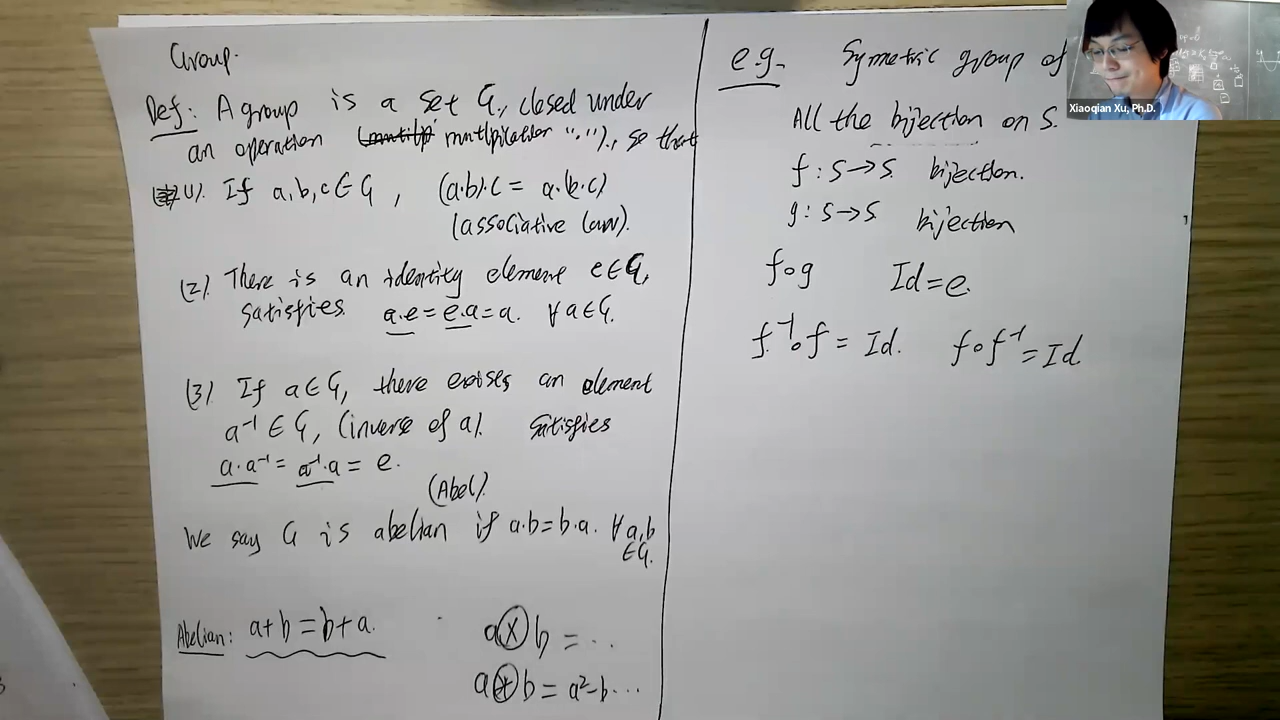 Group.
Def: A group is a set G, closed under
an operation multiplication "·"), so that
(1). If a,b,c∈G, (a·b)·c = a·(b·c)
(associative law).
(2). There is an identity element e∈G,
satisfies. a·e = e·a = a. ∀a∈G.
(3). If a∈G, there exises an element
a⁻¹∈G, (inverse of a). satisfies
a·a⁻¹ = a⁻¹·a = e.
(Abel).
We say G is abelian if a·b=b·a. ∀a,b
∈G.
Abelian: a+b=b+a.
a⊗b = ...
a⊛b = a²-b...
e.g. Symetric group of
All the bijection on S.
f: S→S. bijection.
g: S→S bijection
f∘g Id=e.
f⁻¹∘f = Id. f∘f⁻¹=Id.
Xiaoqian Xu, Ph.D.